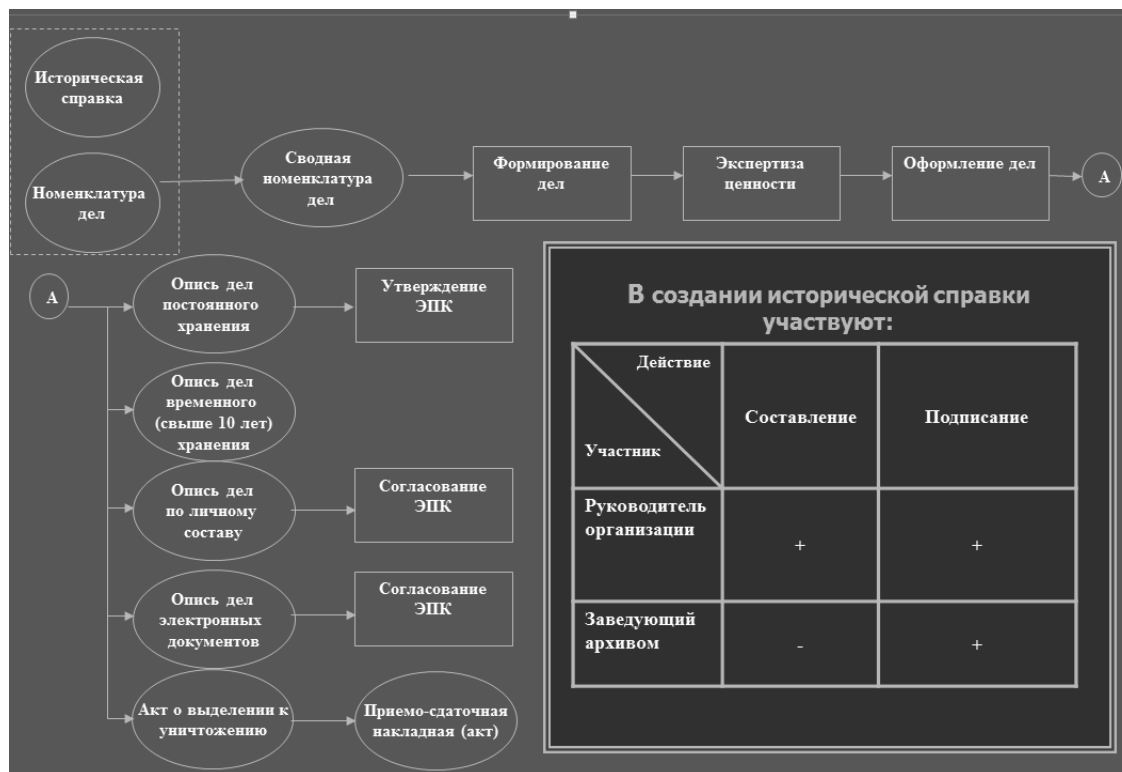 Историческая
справка
Номенклатура
дел
Сводная
номенклатура
дел
Формирование
дел
Экспертиза
ценности
Оформление дел
А
А
Опись дел
постоянного
хранения
Утверждение
ЭПК
Опись дел
временного
(свыше 10 лет)
хранения
Опись дел
по личному
составу
Согласование
ЭПК
Опись дел
электронных
документов
Согласование
ЭПК
Акт о выделении к
уничтожению
Приемо-сдаточная
накладная (акт)
В создании исторической справки
участвуют:
Действие
Участник
Составление
Подписание
Руководитель
организации
+
+
Заведующий
архивом
-
+